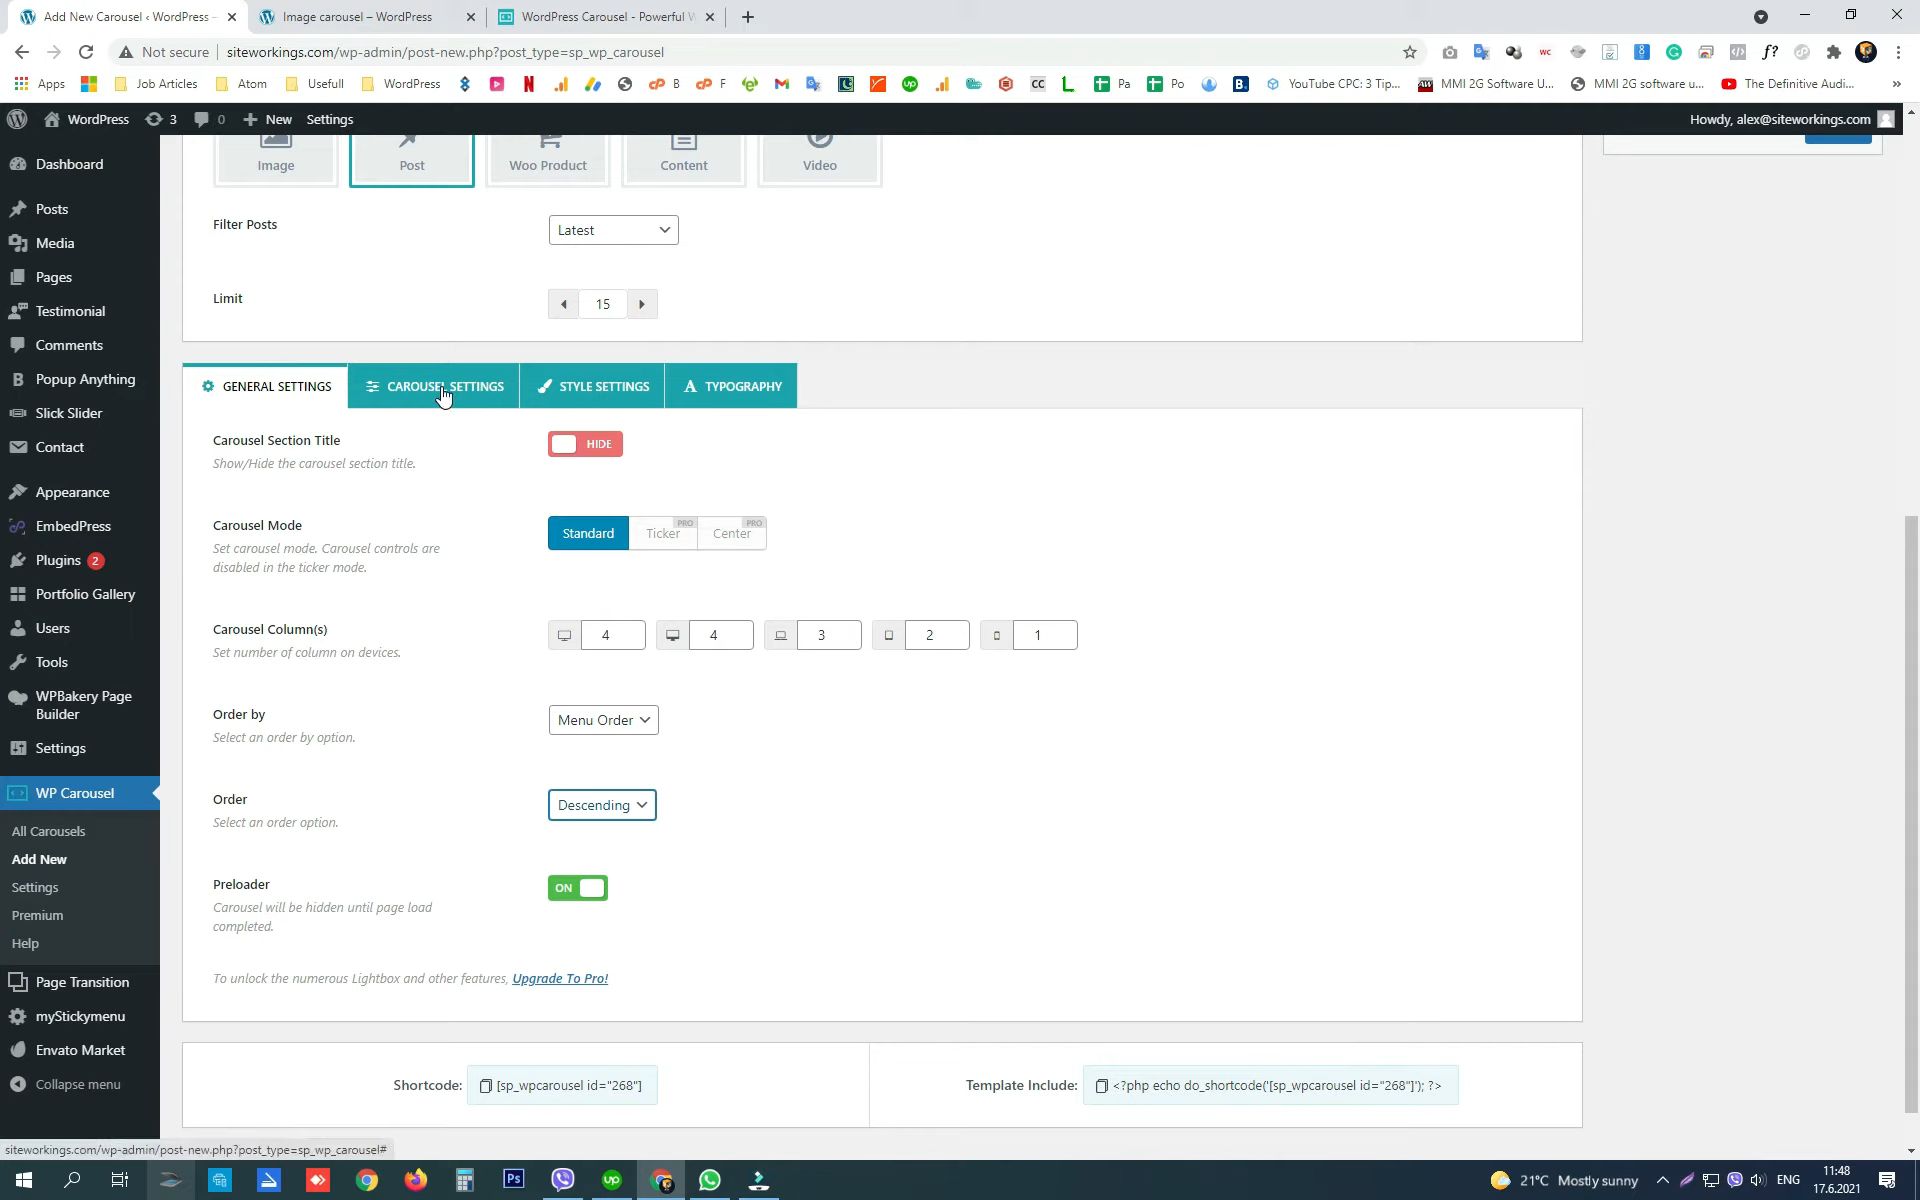 Add New Carousel ‹ WordPress –
Image carousel – WordPress
WordPress Carousel - Powerful W
Not secure
siteworkings.com/wp-admin/post-new.php?post_type=sp_wp_carousel
Apps
Job Articles
Atom
Usefull
WordPress
B
F
Pa
Po
YouTube CPC: 3 Tip...
MMI 2G Software U...
MMI 2G software u...
The Definitive Audi...
WordPress
3
0
New
Settings
Howdy, alex@siteworkings.com
Dashboard
Posts
Media
Pages
Testimonial
Comments
Popup Anything
Slick Slider
Contact
Appearance
EmbedPress
Plugins 2
Portfolio Gallery
Users
Tools
WPBakery Page
Builder
Settings
WP Carousel
All Carousels
Add New
Settings
Premium
Help
Page Transition
myStickymenu
Envato Market
Collapse menu
Image
Post
Woo Product
Content
Video
Filter Posts
Latest
Limit
15
GENERAL SETTINGS
CAROUSEL SETTINGS
STYLE SETTINGS
TYPOGRAPHY
Carousel Section Title
Show/Hide the carousel section title.
HIDE
Carousel Mode
Set carousel mode. Carousel controls are
disabled in the ticker mode.
Standard
Ticker
PRO
Center
PRO
Carousel Column(s)
Set number of column on devices.
4
4
3
2
1
Order by
Select an order by option.
Menu Order
Order
Select an order option.
Descending
Preloader
Carousel will be hidden until page load
completed.
ON
To unlock the numerous Lightbox and other features, Upgrade To Pro!
Shortcode:
[sp_wpcarousel id="268"]
Template Include:
<?php echo do_shortcode('[sp_wpcarousel id="268"]'); ?>
siteworkings.com/wp-admin/post-new.php?post_type=sp_wp_carousel#
21°C Mostly sunny
ENG
11:48
17.6.2021